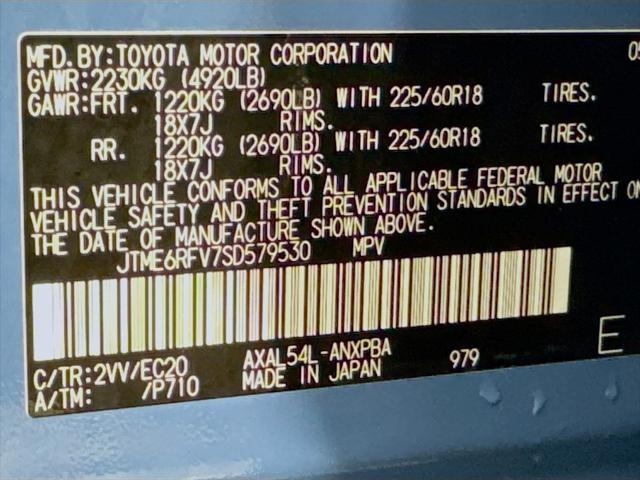 MFD.BY:TOYOTA MOTOR CORPORATION 05
GVWR:2230KG (4920LB)
GAWR:FRT. 1220KG (2690LB) WITH 225/60R18 TIRES.
18X7J RIMS.
RR. 1220KG (2690LB) WITH 225/60R18 TIRES.
18X7J RIMS.
THIS VEHICLE CONFORMS TO ALL APPLICABLE FEDERAL MOTOR
VEHICLE SAFETY AND THEFT PREVENTION STANDARDS IN EFFECT ON
THE DATE OF MANUFACTURE SHOWN ABOVE.
JTME6RFV7SD579530 MPV
E
C/TR:2VV/EC20 AXAL54L-ANXPBA 979
A/TM: /P710 MADE IN JAPAN